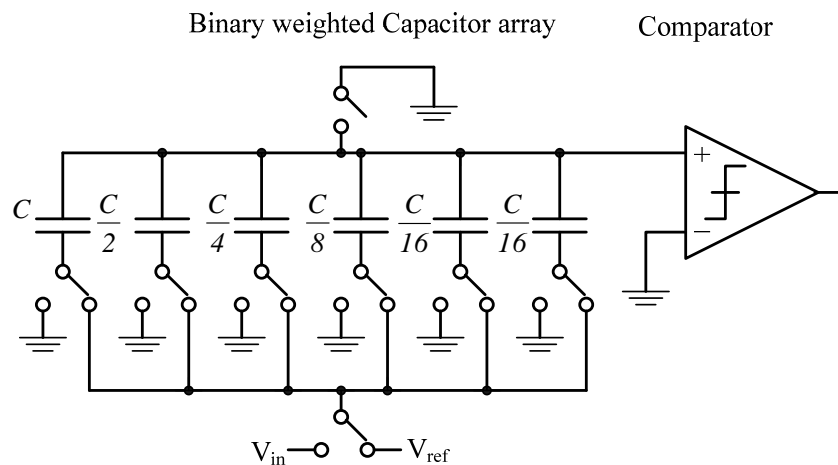 Binary weighted Capacitor array
Comparator
C
C/2
C/4
C/8
C/16
C/16
+
−
V_in
V_ref